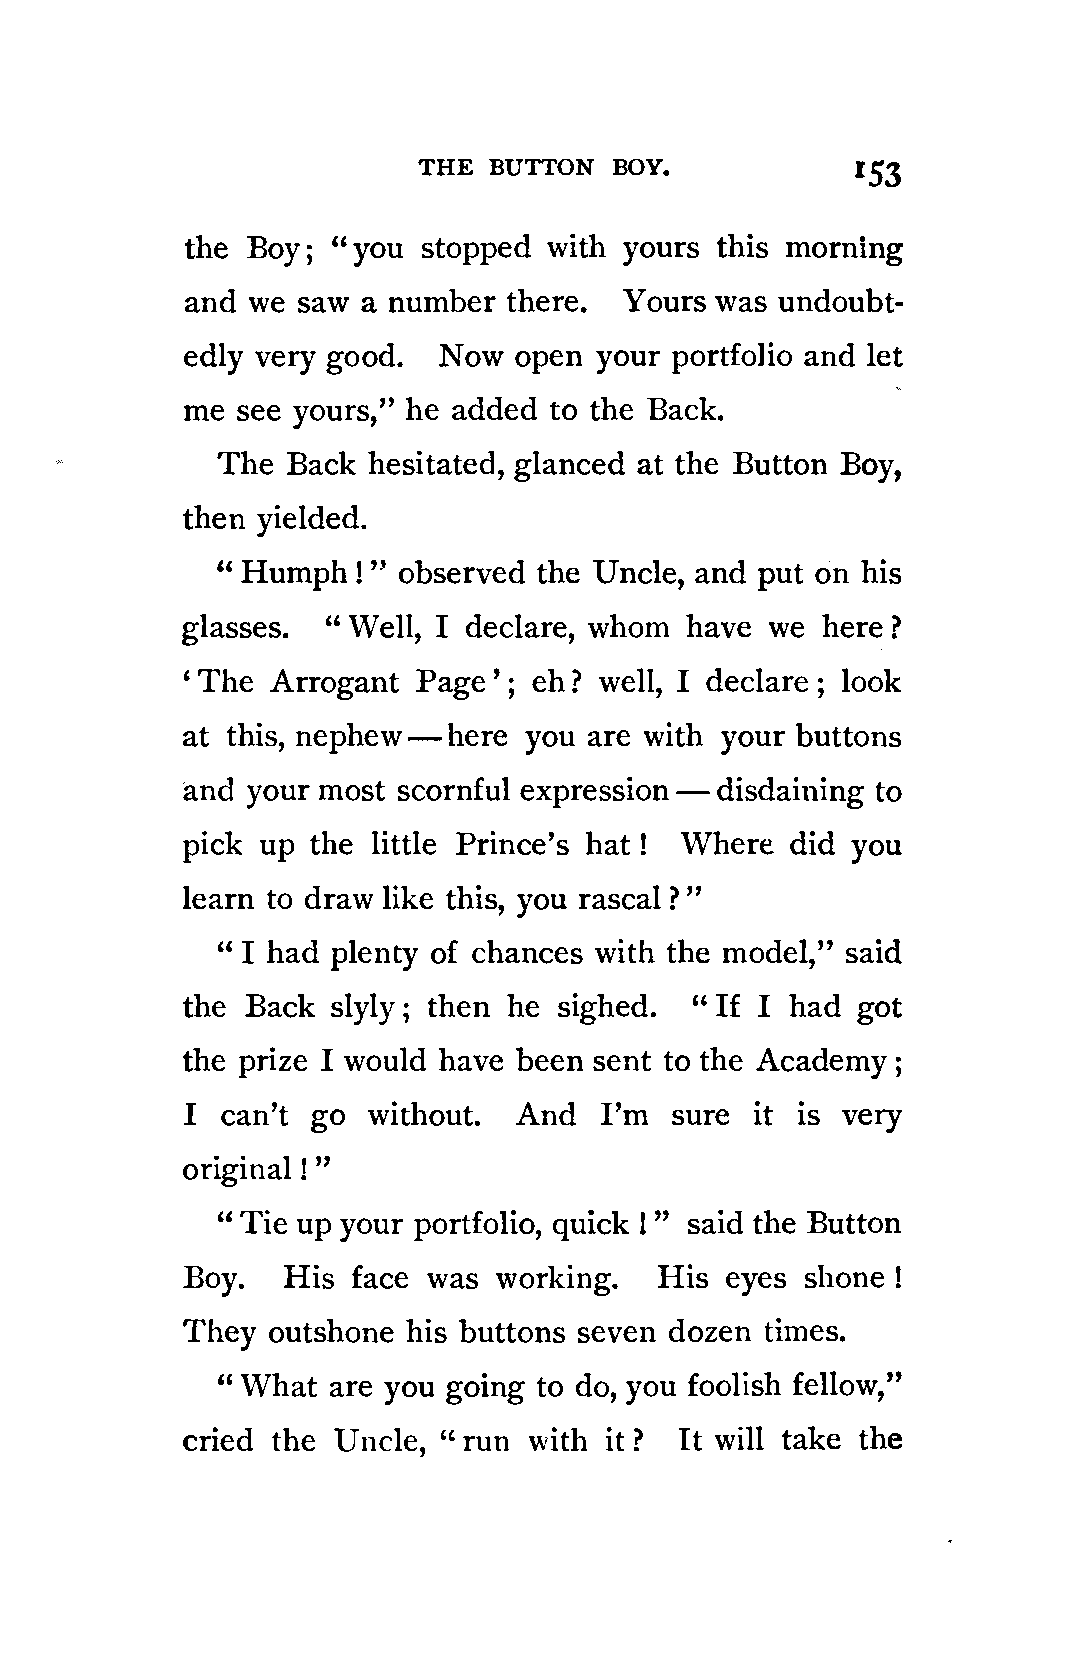 THE BUTTON BOY. 153
the Boy; "you stopped with yours this morning
and we saw a number there. Yours was undoubt-
edly very good. Now open your portfolio and let
me see yours," he added to the Back.
The Back hesitated, glanced at the Button Boy,
then yielded.
"Humph!" observed the Uncle, and put on his
glasses. "Well, I declare, whom have we here?
'The Arrogant Page'; eh? well, I declare; look
at this, nephew—here you are with your buttons
and your most scornful expression—disdaining to
pick up the little Prince's hat! Where did you
learn to draw like this, you rascal?"
"I had plenty of chances with the model," said
the Back slyly; then he sighed. "If I had got
the prize I would have been sent to the Academy;
I can't go without. And I'm sure it is very
original!"
"Tie up your portfolio, quick!" said the Button
Boy. His face was working. His eyes shone!
They outshone his buttons seven dozen times.
"What are you going to do, you foolish fellow,"
cried the Uncle, "run with it? It will take the